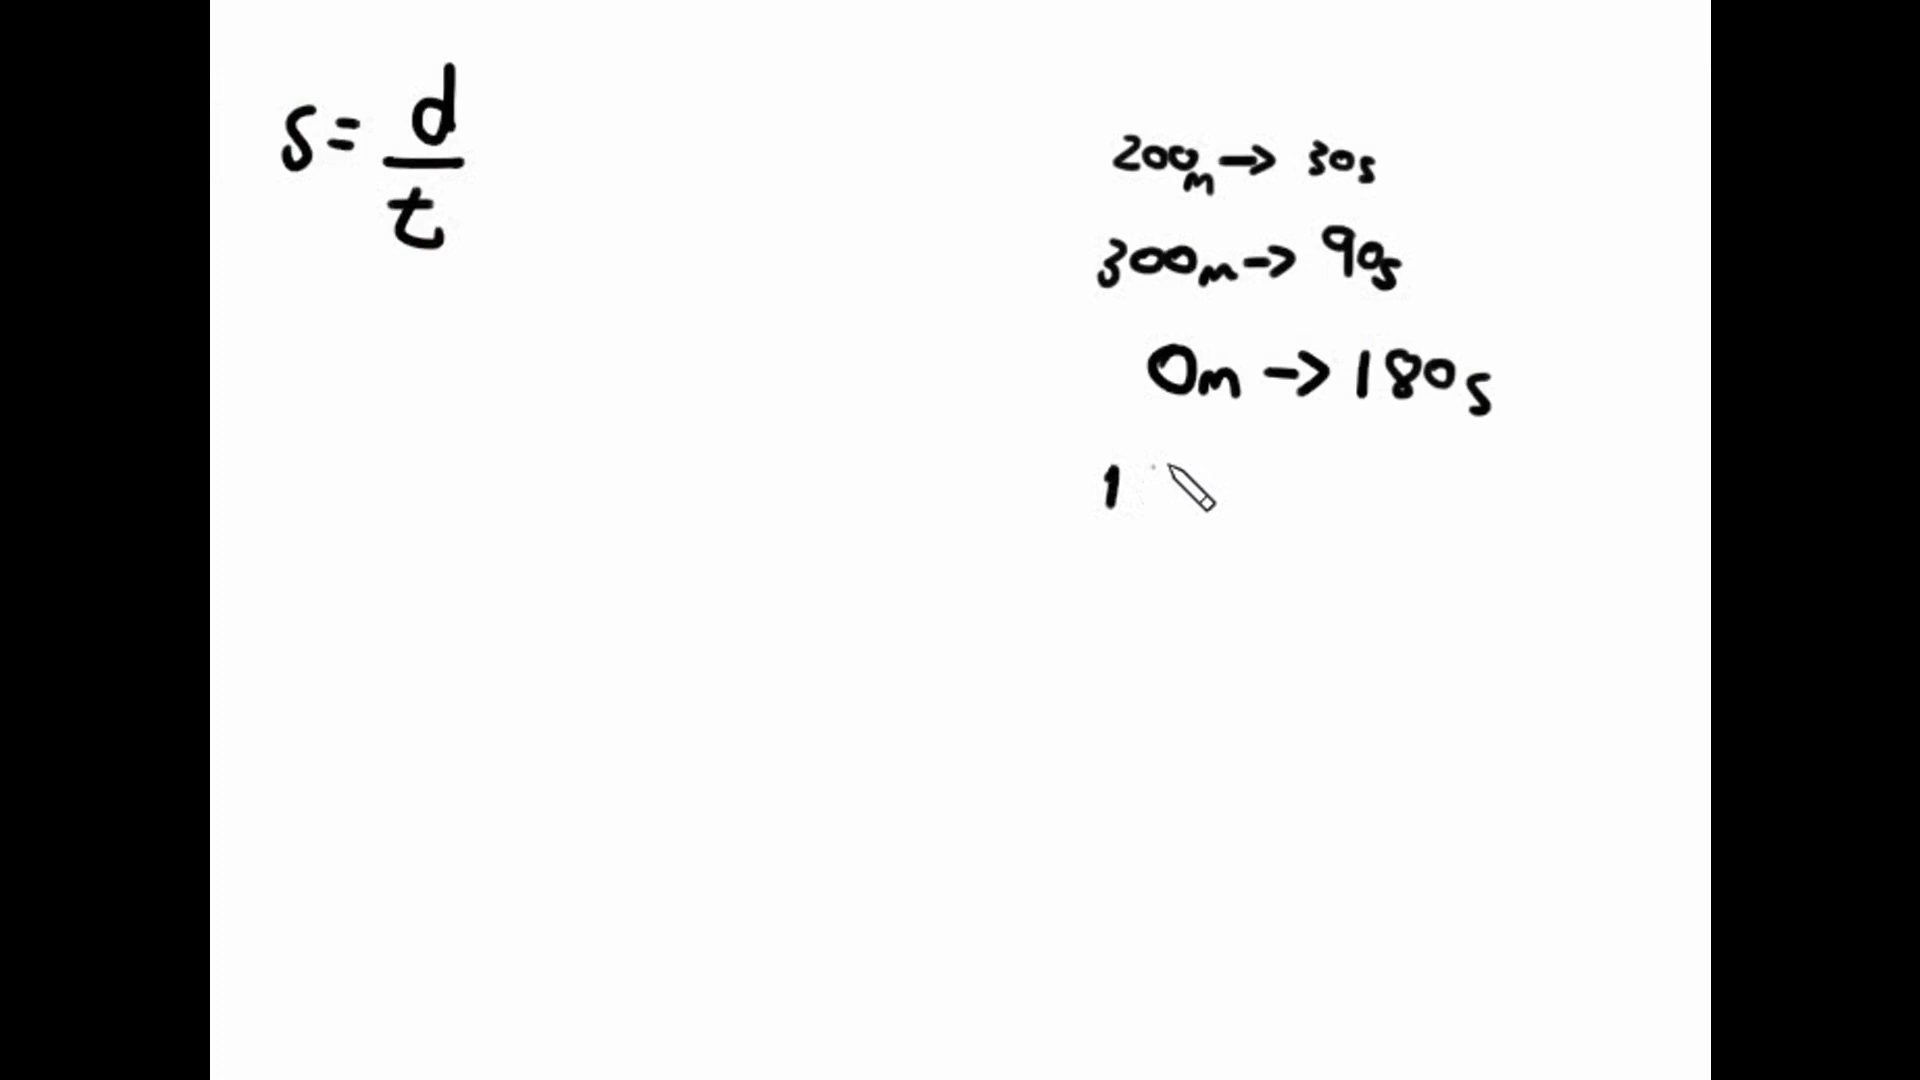 s = d/t
200m → 30s
300m → 90s
0m → 180s
1